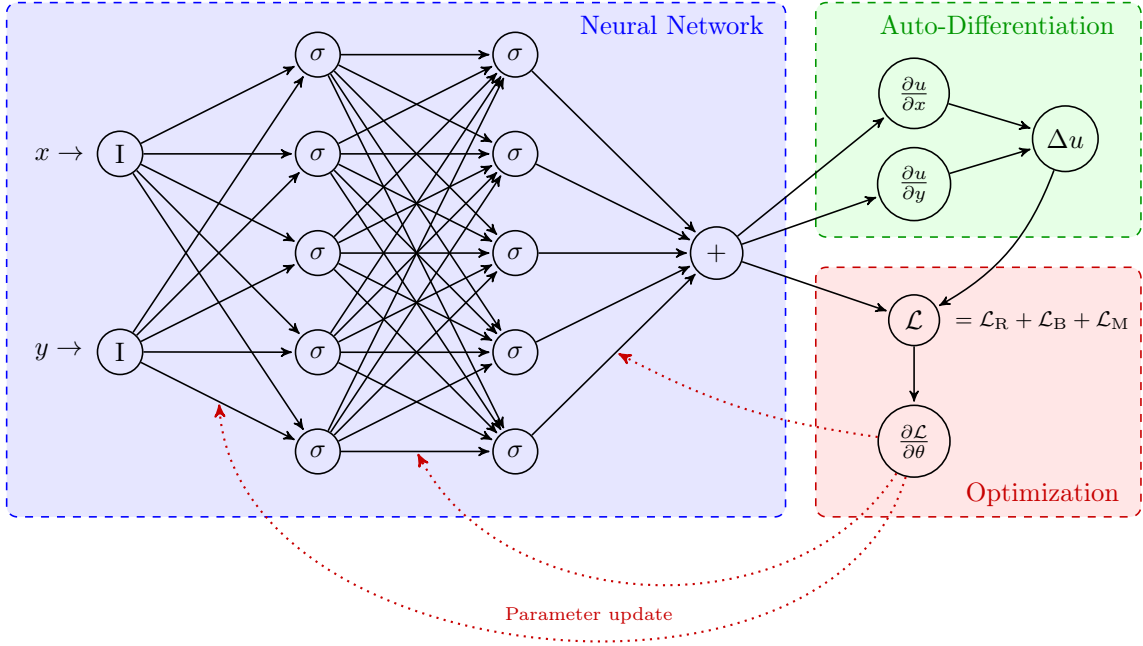 Neural Network
Auto-Differentiation
x →
y →
I
I
σ
σ
σ
σ
σ
σ
σ
σ
σ
σ
+
∂u/∂x
∂u/∂y
Δu
ℒ = ℒ_R + ℒ_B + ℒ_M
∂ℒ/∂θ
Optimization
Parameter update